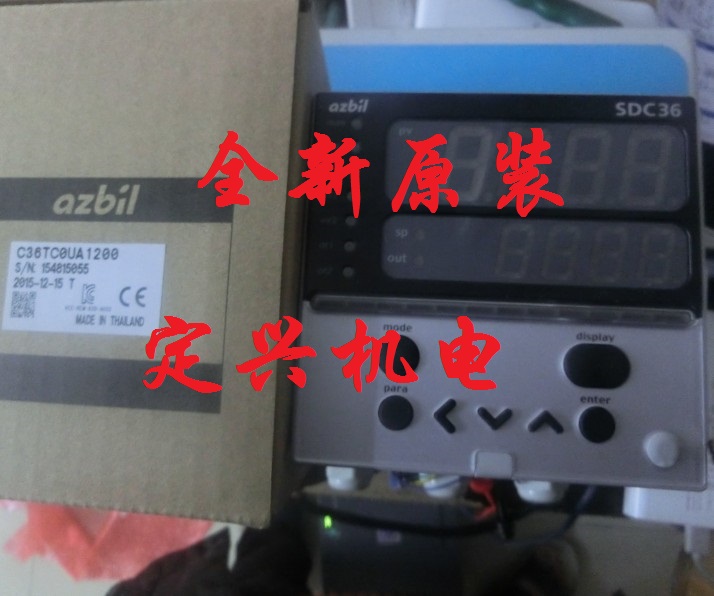 azbil
SDC36
PV
全新原装
azbil
sp
out
C36TC0UA1200
S/N: 154815055
2015-12-15 T
CE
MADE IN THAILAND
定兴机电
mode
display
para
enter